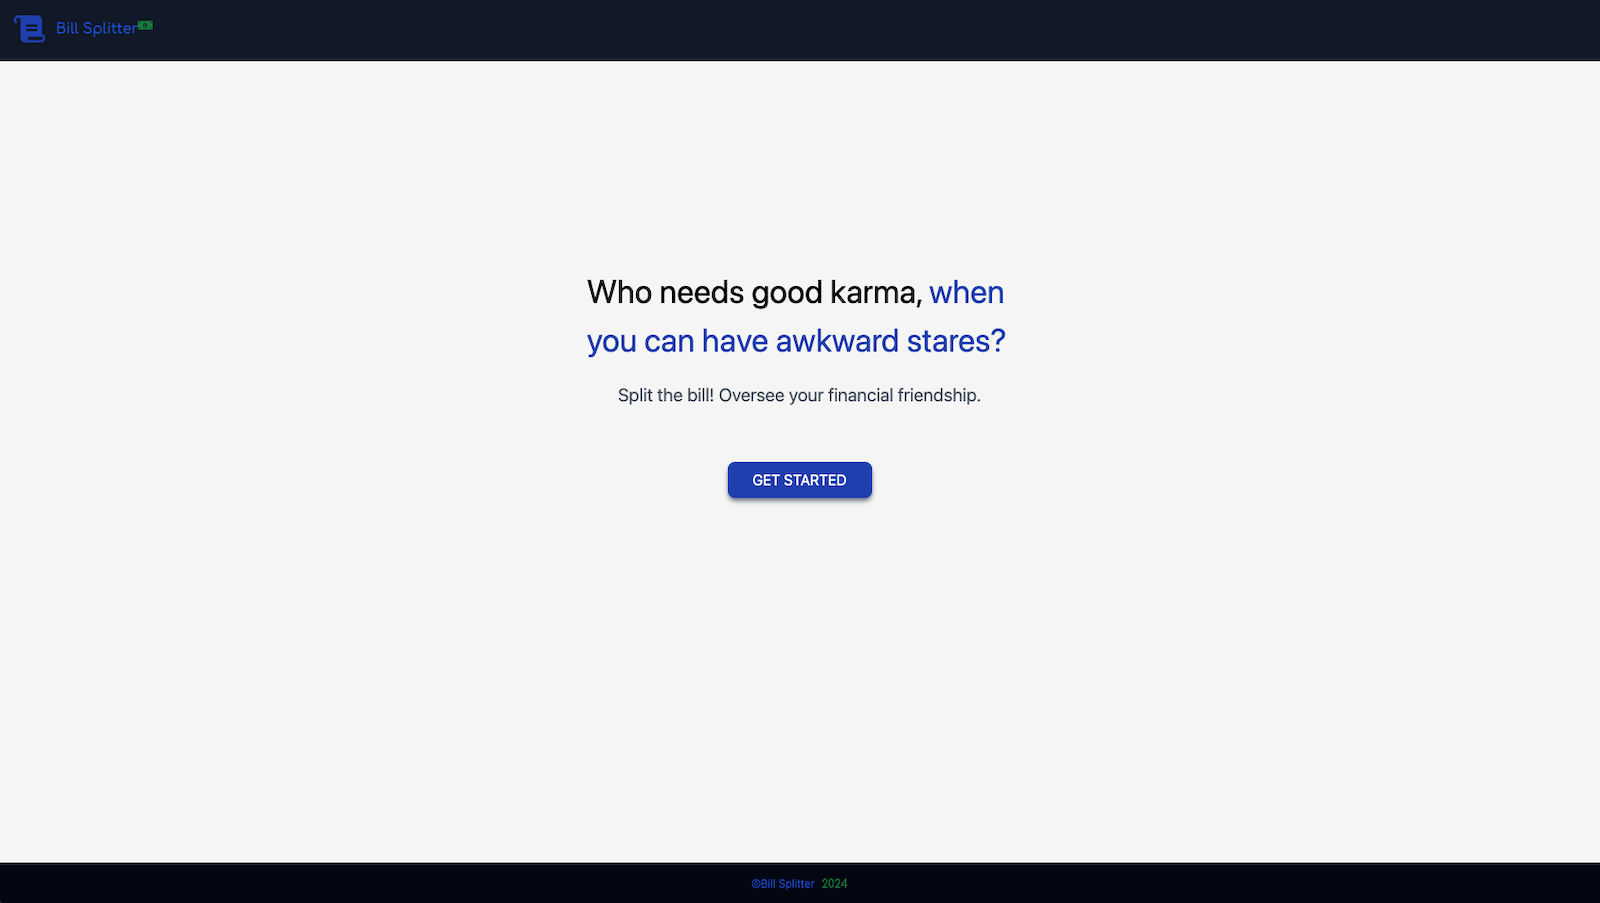 Bill Splitter
Who needs good karma, when
you can have awkward stares?
Split the bill! Oversee your financial friendship.
GET STARTED
©Bill Splitter 2024